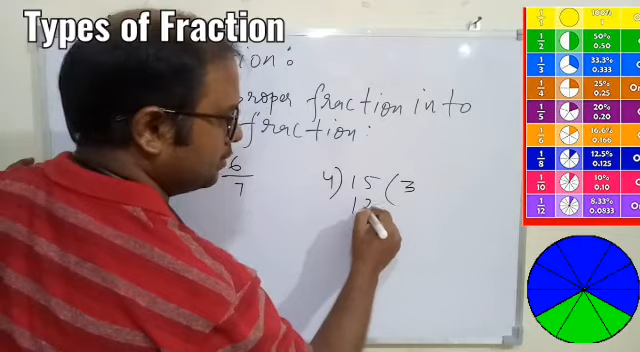 Types of Fraction
ion:
roper fraction in to
fraction:
6
7
4) 15 (3
12
1/1 100% 1
1/2 50% 0.50
1/3 33.3% 0.333
1/4 25% 0.25
1/5 20% 0.20
1/6 16.6% 0.166
1/8 12.5% 0.125
1/10 10% 0.10
1/12 8.33% 0.0833